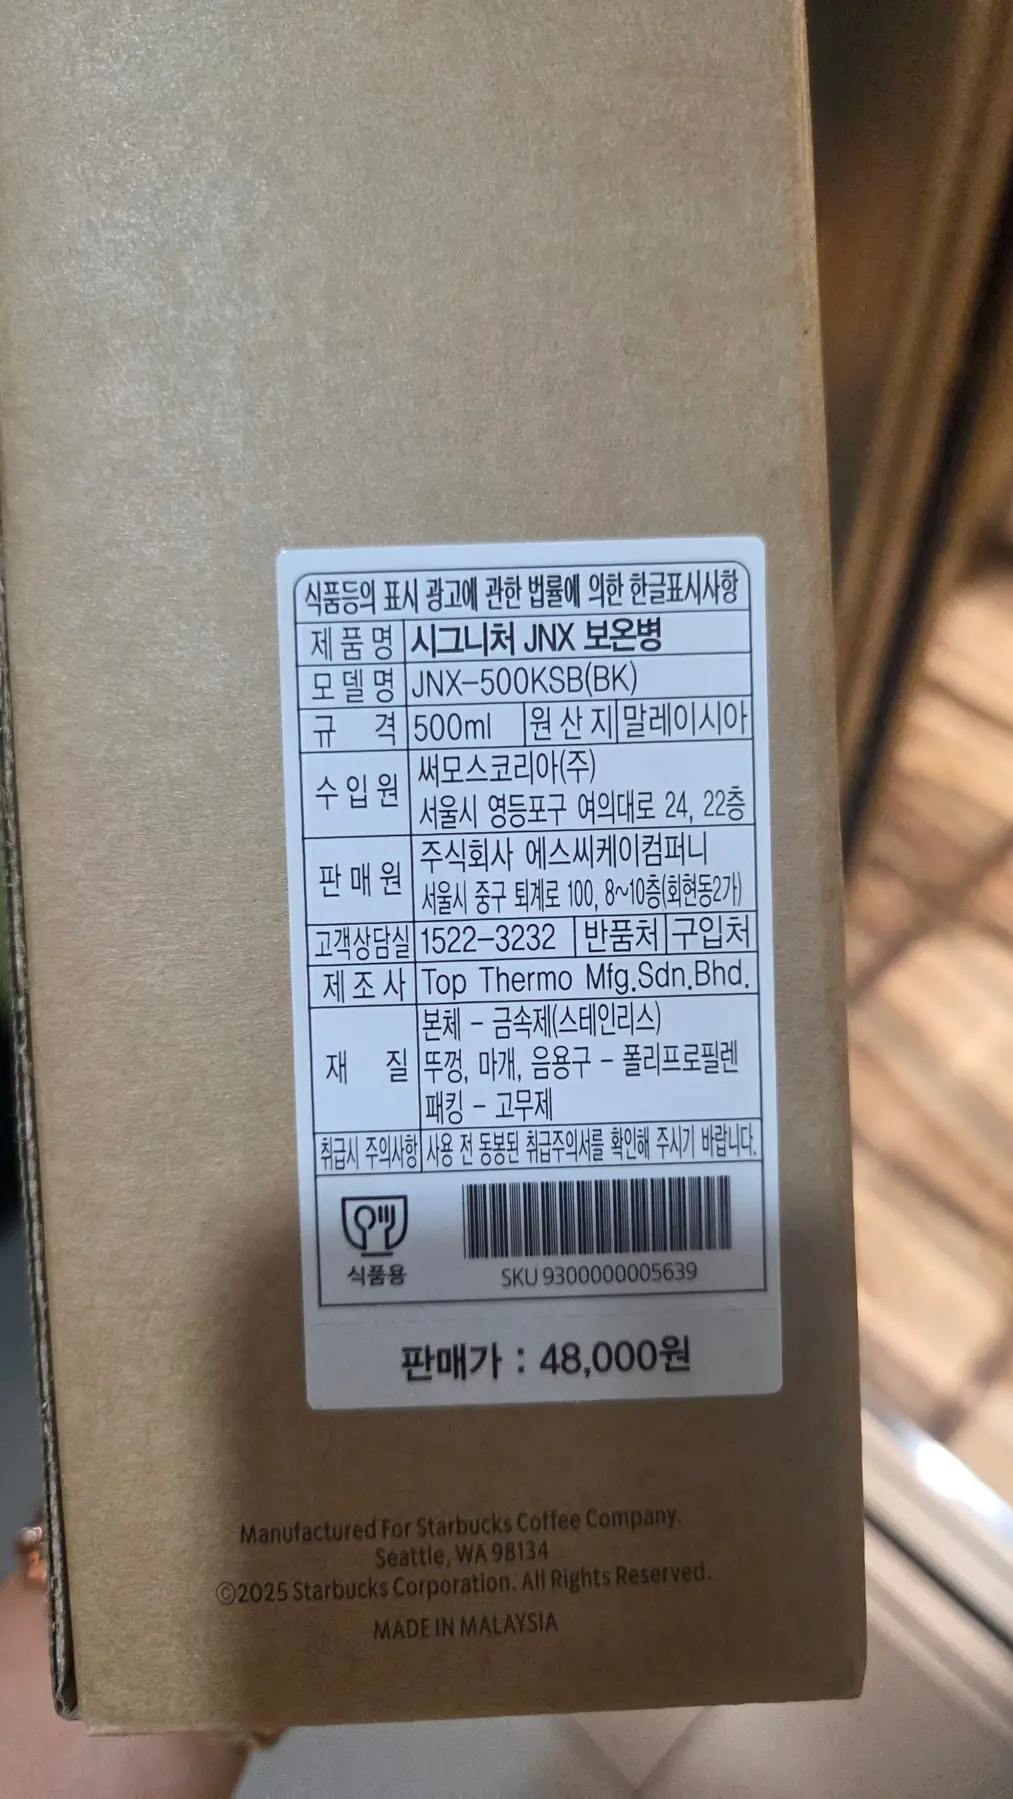 식품등의 표시 광고에 관한 법률에 의한 한글표시사항
제품명 시그니처 JNX 보온병
모델명 JNX-500KSB(BK)
규 격 500ml 원산지 말레이시아
수입원 써모스코리아(주)
서울시 영등포구 여의대로 24, 22층
판매원 주식회사 에스씨케이컴퍼니
서울시 중구 퇴계로 100, 8~10층(회현동2가)
고객상담실 1522-3232 반품처 구입처
제조사 Top Thermo Mfg.Sdn.Bhd.
재 질 본체 - 금속제(스테인리스)
뚜껑, 마개, 음용구 - 폴리프로필렌
패킹 - 고무제
취급시 주의사항 사용 전 동봉된 취급주의서를 확인해 주시기 바랍니다.
식품용
SKU 9300000005639
판매가 : 48,000원
Manufactured For Starbucks Coffee Company.
Seattle, WA 98134
©2025 Starbucks Corporation. All Rights Reserved.
MADE IN MALAYSIA